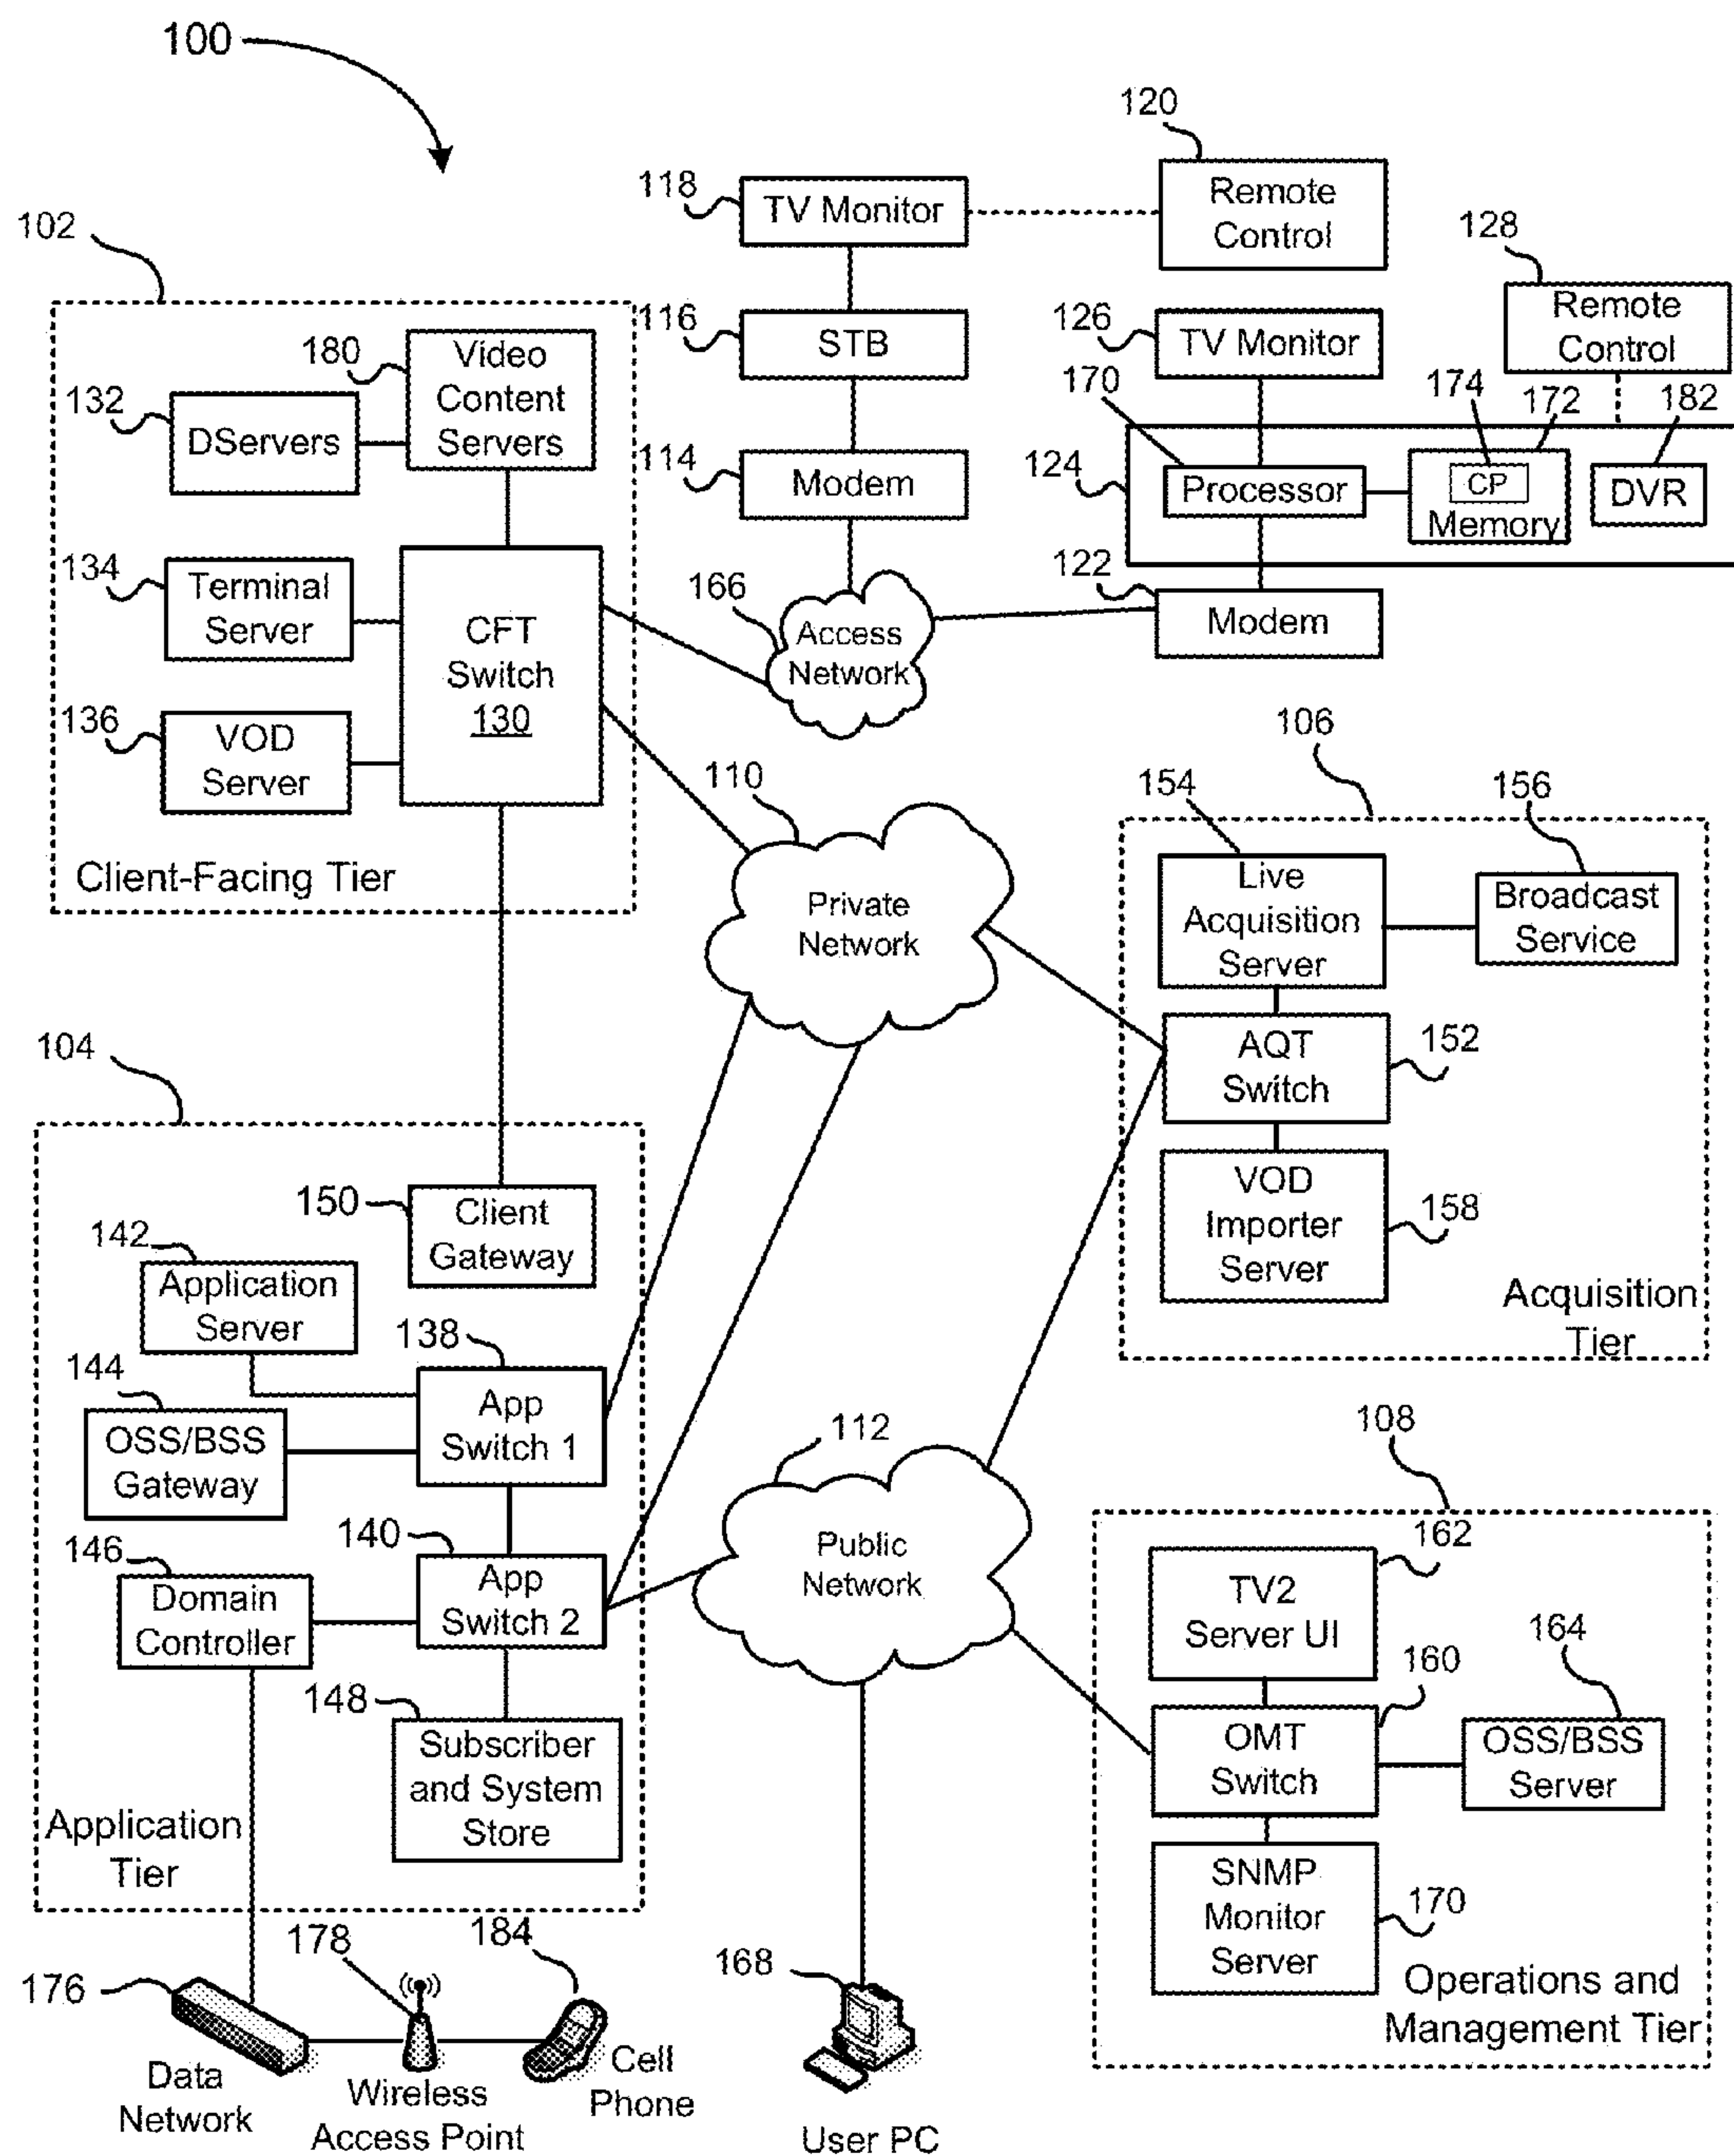 100
120
118
TV Monitor
Remote
Control
128
Remote
Control
102
116
STB
126
TV Monitor
180
Video
Content
Servers
132
DServers
170
174
172
182
114
Modem
124
Processor
CP
Memory
DVR
134
Terminal
Server
CFT
Switch
130
166
Access
Network
122
Modem
136
VOD
Server
Client-Facing Tier
110
Private
Network
106
154
156
Live
Acquisition
Server
Broadcast
Service
AQT
Switch
152
VOD
Importer
Server
158
Acquisition
Tier
104
150
Client
Gateway
142
Application
Server
138
144
OSS/BSS
Gateway
App
Switch 1
140
146
Domain
Controller
App
Switch 2
148
Subscriber
and System
Store
Application
Tier
112
Public
Network
108
162
TV2
Server UI
160
164
OMT
Switch
OSS/BSS
Server
SNMP
Monitor
Server
170
Operations and
Management Tier
176
178
184
168
Data
Network
Wireless
Access Point
Cell
Phone
User PC